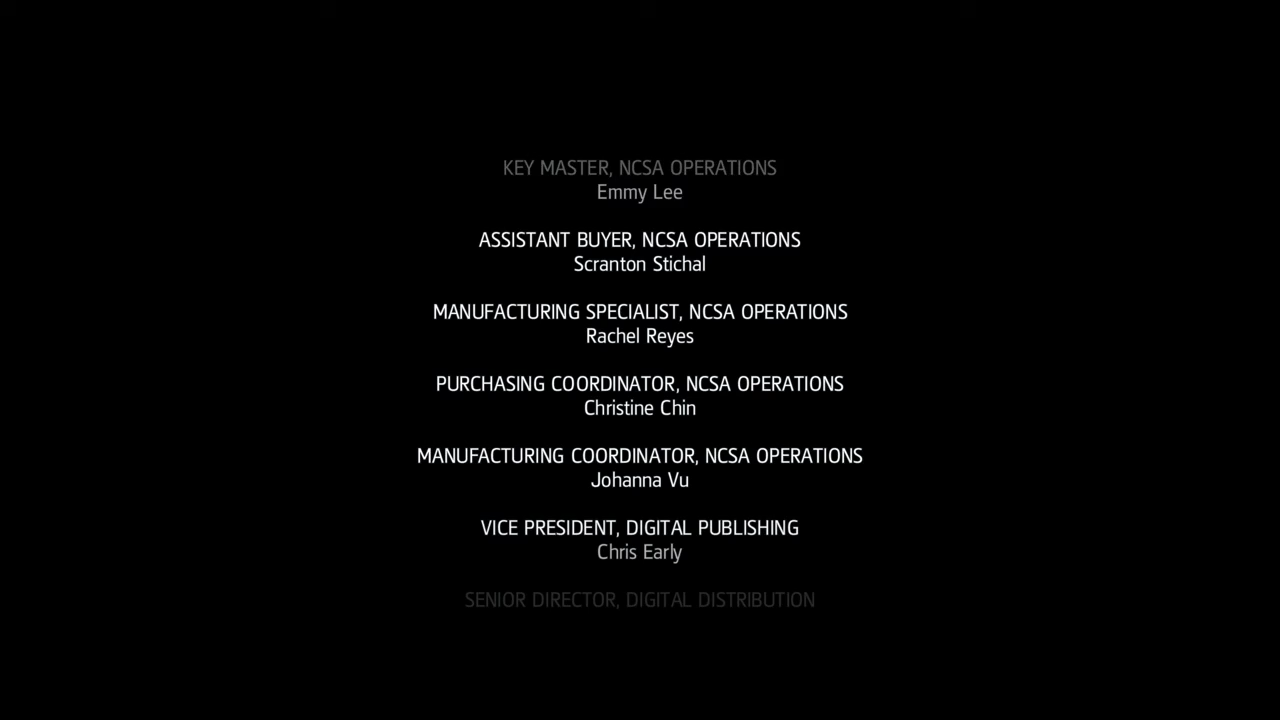 KEY MASTER, NCSA OPERATIONS
Emmy Lee
ASSISTANT BUYER, NCSA OPERATIONS
Scranton Stichal
MANUFACTURING SPECIALIST, NCSA OPERATIONS
Rachel Reyes
PURCHASING COORDINATOR, NCSA OPERATIONS
Christine Chin
MANUFACTURING COORDINATOR, NCSA OPERATIONS
Johanna Vu
VICE PRESIDENT, DIGITAL PUBLISHING
Chris Early
SENIOR DIRECTOR, DIGITAL DISTRIBUTION